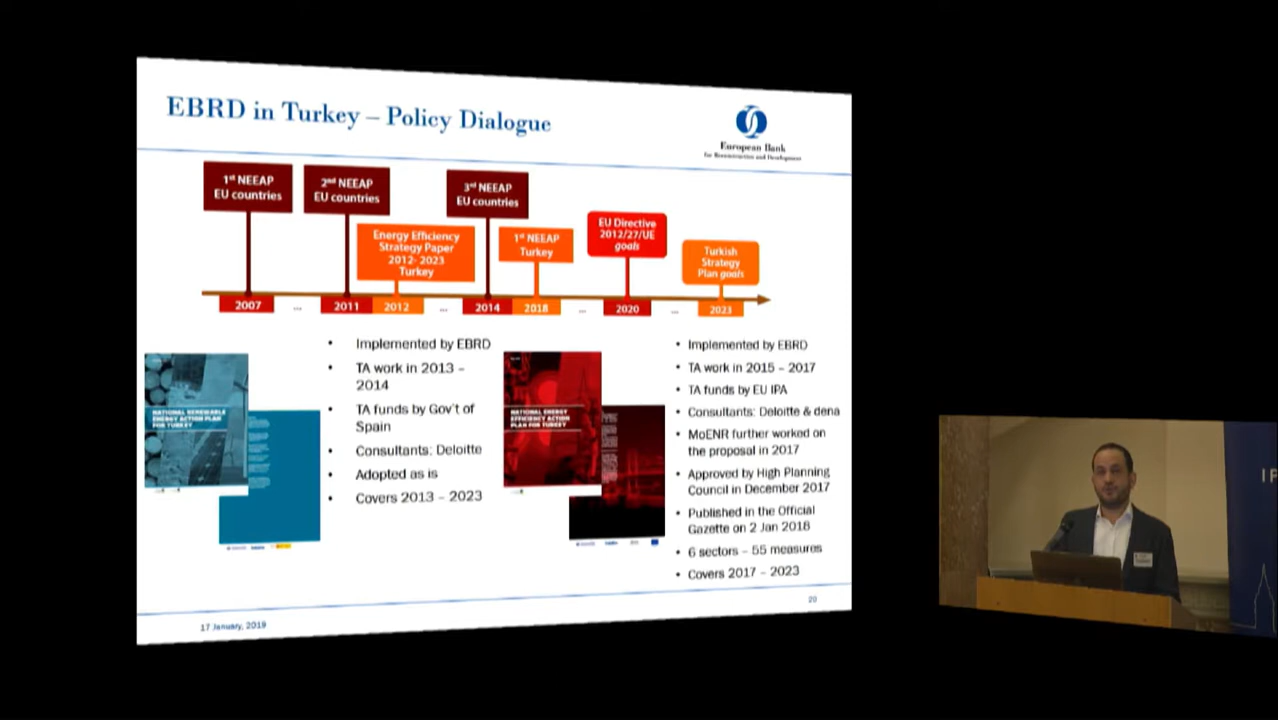 EBRD in Turkey – Policy Dialogue
European Bank
for Reconstruction and Development
1st NEEAP
EU countries
2nd NEEAP
EU countries
3rd NEEAP
EU countries
Energy Efficiency
Strategy Paper
2012- 2023
Turkey
1st NEEAP
Turkey
EU Directive
2012/27/UE
goals
Turkish
Strategy
Plan goals
2007 ... 2011 2012 ... 2014 2018 ... 2020 ... 2023
NATIONAL RENEWABLE
ENERGY ACTION PLAN
FOR TURKEY
• Implemented by EBRD
• TA work in 2013 –
2014
• TA funds by Gov't of
Spain
• Consultants: Deloitte
• Adopted as is
• Covers 2013 – 2023
NATIONAL ENERGY
EFFICIENCY ACTION
PLAN FOR TURKEY
• Implemented by EBRD
• TA work in 2015 – 2017
• TA funds by EU IPA
• Consultants: Deloitte & dena
• MoENR further worked on
the proposal in 2017
• Approved by High Planning
Council in December 2017
• Published in the Official
Gazette on 2 Jan 2018
• 6 sectors – 55 measures
• Covers 2017 – 2023
17 January, 2019
20